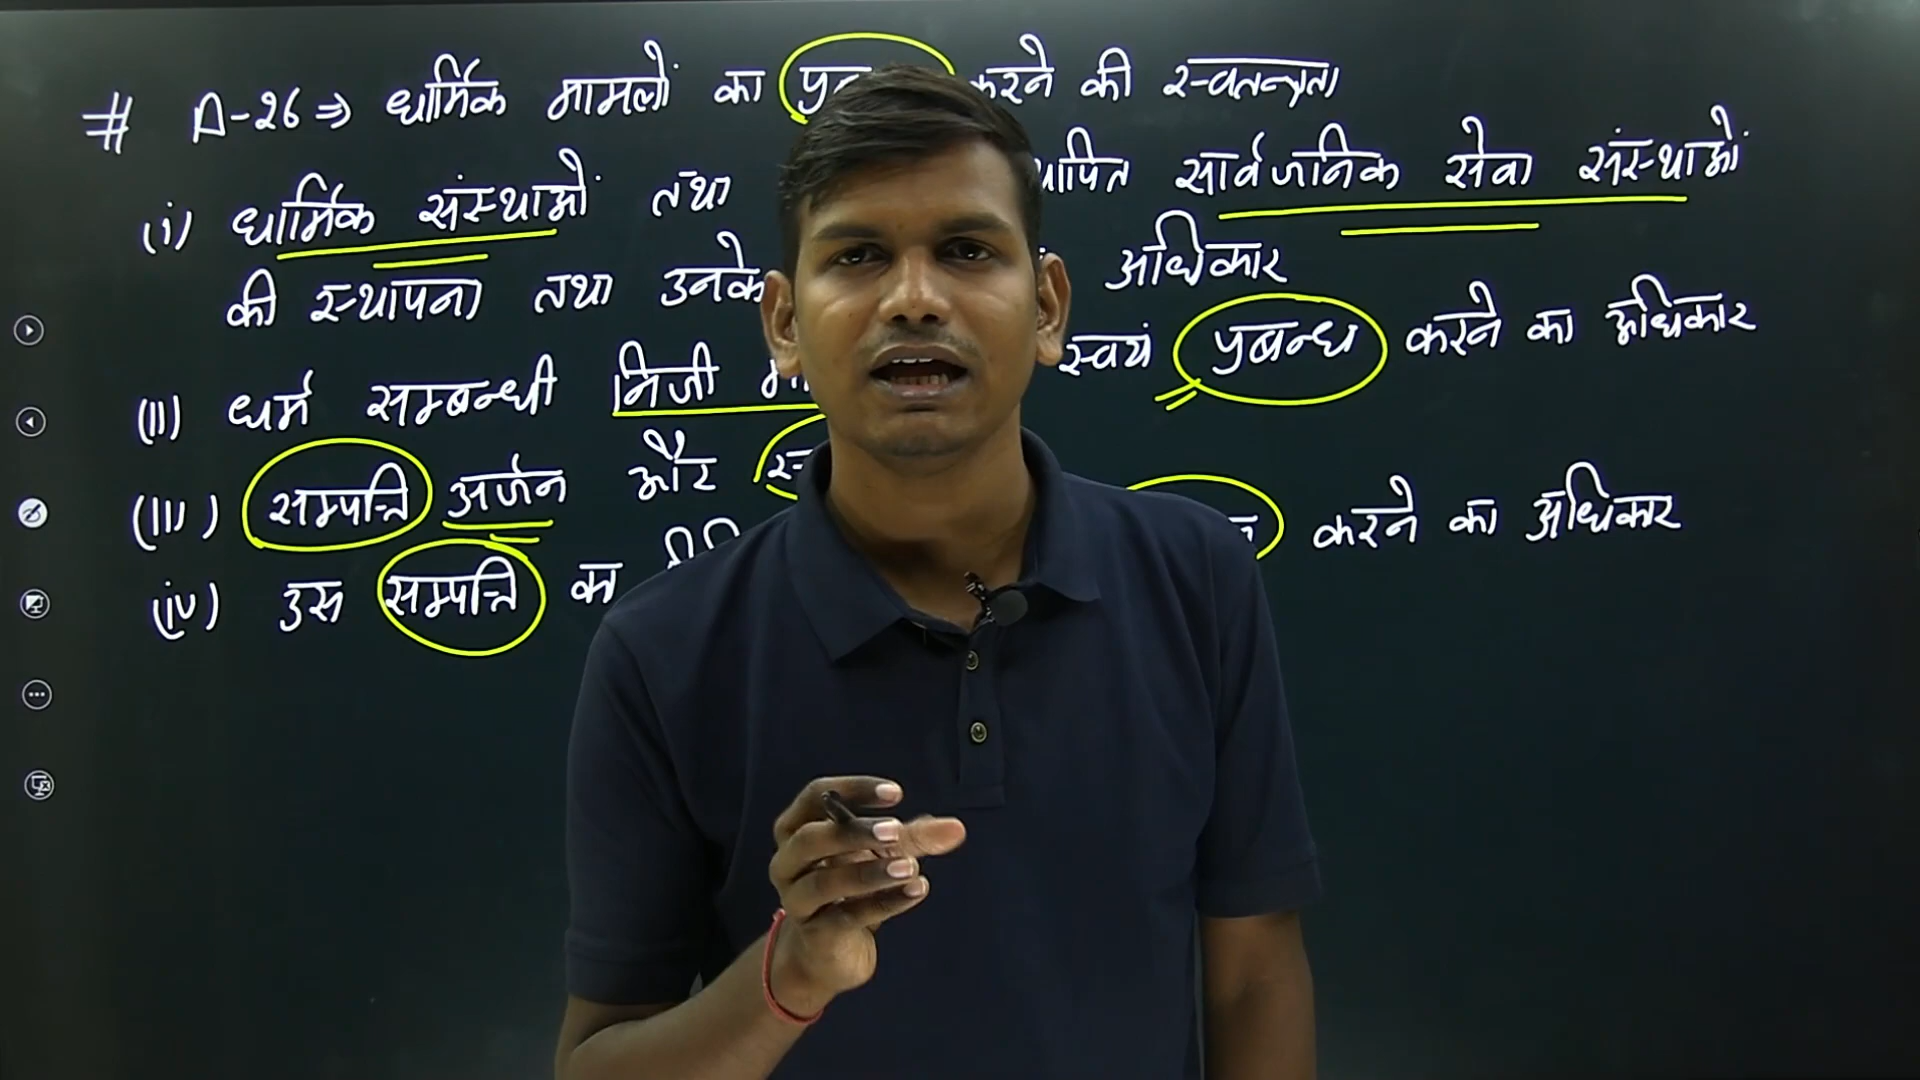 # A-26 ⇒ धार्मिक मामलों का करने की स्वतन्त्रता
(i) धार्मिक संस्थाओं तथा सार्वजनिक सेवा संस्थाओं
की स्थापना तथा उनके अधिकार
(ii) धर्म सम्बन्धी निजी स्वयं प्रबन्ध करने का अधिकार
(iii) सम्पत्ति अर्जन और करने का अधिकार
(iv) उस सम्पत्ति का